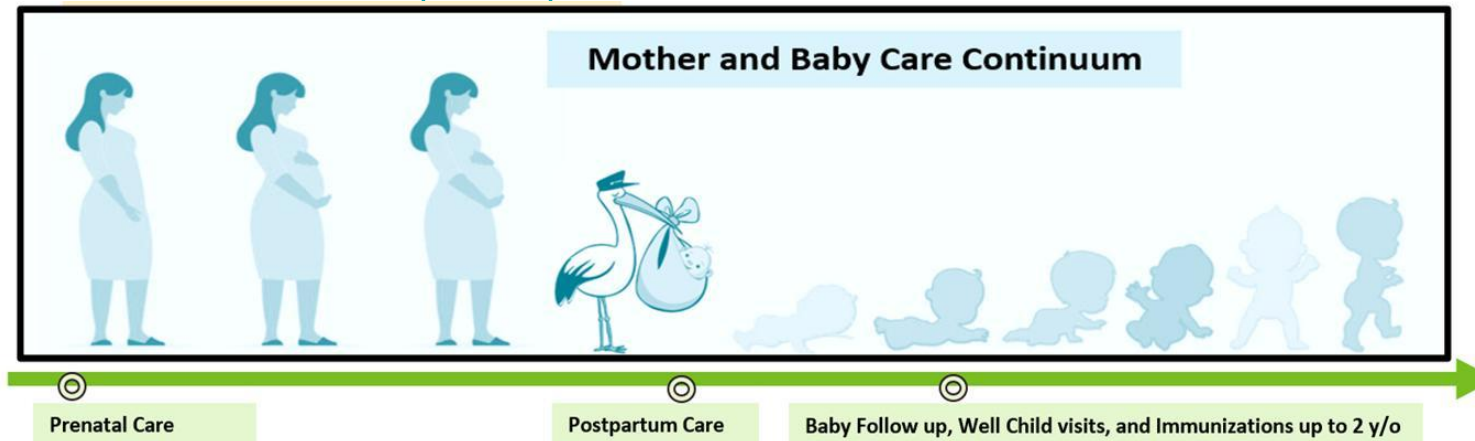 Mother and Baby Care Continuum
Prenatal Care
Postpartum Care
Baby Follow up, Well Child visits, and Immunizations up to 2 y/o